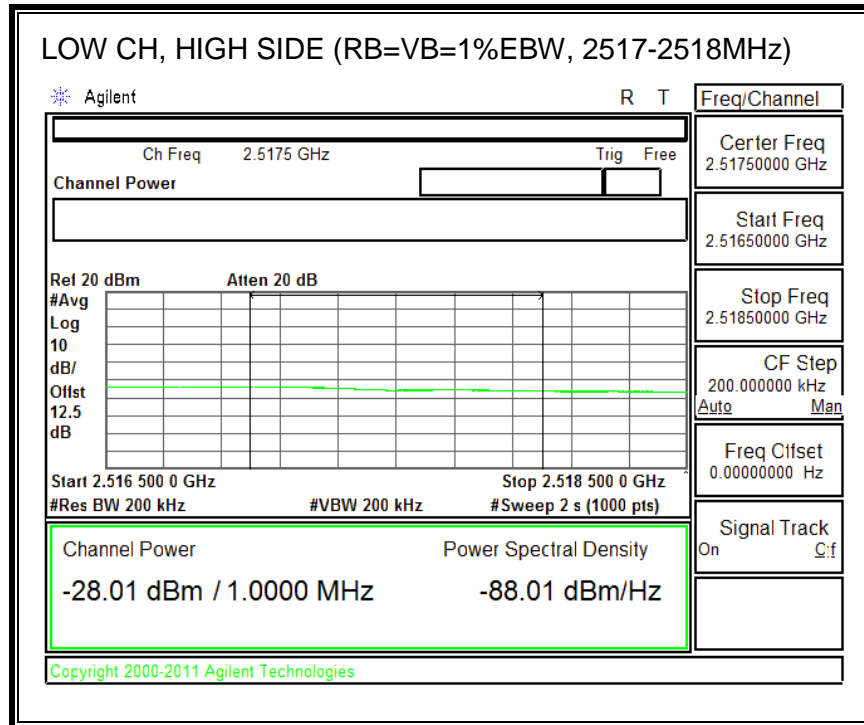 LOW CH, HIGH SIDE (RB=VB=1%EBW, 2517-2518MHz)
Agilent R T
Ch Freq 2.5175 GHz Trig Free
Channel Power
Ref 20 dBm Atten 20 dB
#Avg
Log
10
dB/
Offst
12.5
dB
Start 2.516 500 0 GHz Stop 2.518 500 0 GHz
#Res BW 200 kHz #VBW 200 kHz #Sweep 2 s (1000 pts)
Channel Power Power Spectral Density
-28.01 dBm / 1.0000 MHz -88.01 dBm/Hz
Copyright 2000-2011 Agilent Technologies
Freq/Channel
Center Freq
2.51750000 GHz
Start Freq
2.51650000 GHz
Stop Freq
2.51850000 GHz
CF Step
200.000000 kHz
Auto Man
Freq Offset
0.00000000 Hz
Signal Track
On Off